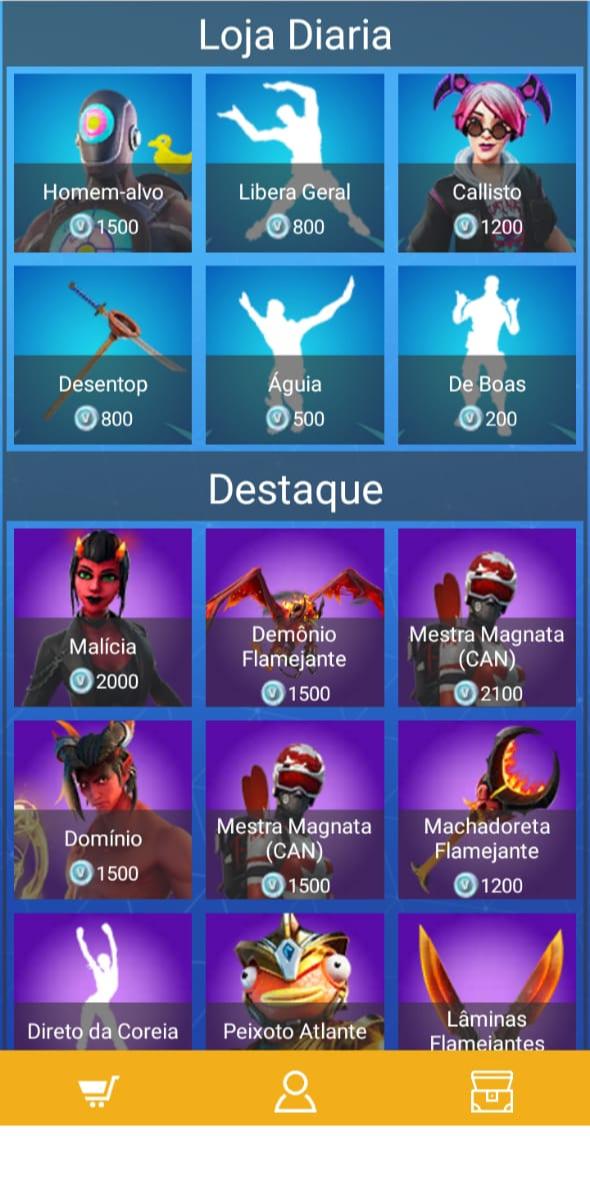 Loja Diaria
Homem-alvo
1500
Libera Geral
800
Callisto
1200
Desentop
800
Águia
500
De Boas
200
Destaque
Malícia
2000
Demônio
Flamejante
1500
Mestra Magnata
(CAN)
2100
Domínio
1500
Mestra Magnata
(CAN)
1500
Machadoreta
Flamejante
1200
Direto da Coreia
Peixoto Atlante
Lâminas
Flamejantes